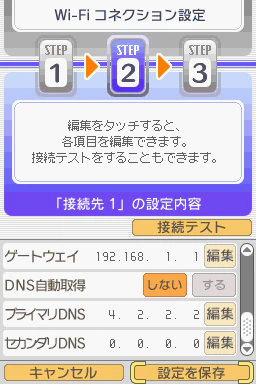 Wi-Fi コネクション設定
STEP 1
STEP 2
STEP 3
編集をタッチすると、
各項目を編集できます。
接続テストをすることもできます。
「接続先 1」の設定内容
接続テスト
ゲートウェイ 192.168. 1. 1 編集
DNS自動取得 しない する
プライマリDNS 4. 2. 2. 2 編集
セカンダリDNS 0. 0. 0. 0 編集
キャンセル 設定を保存